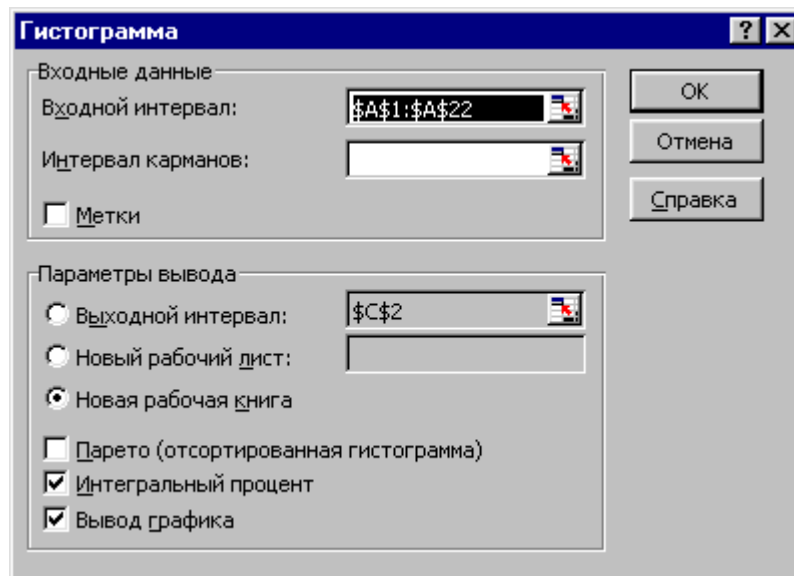 Гистограмма
Входные данные
Входной интервал: $A$1:$A$22
OK
Интервал карманов:
Отмена
Метки
Справка
Параметры вывода
Выходной интервал: $C$2
Новый рабочий лист:
Новая рабочая книга
Парето (отсортированная гистограмма)
Интегральный процент
Вывод графика